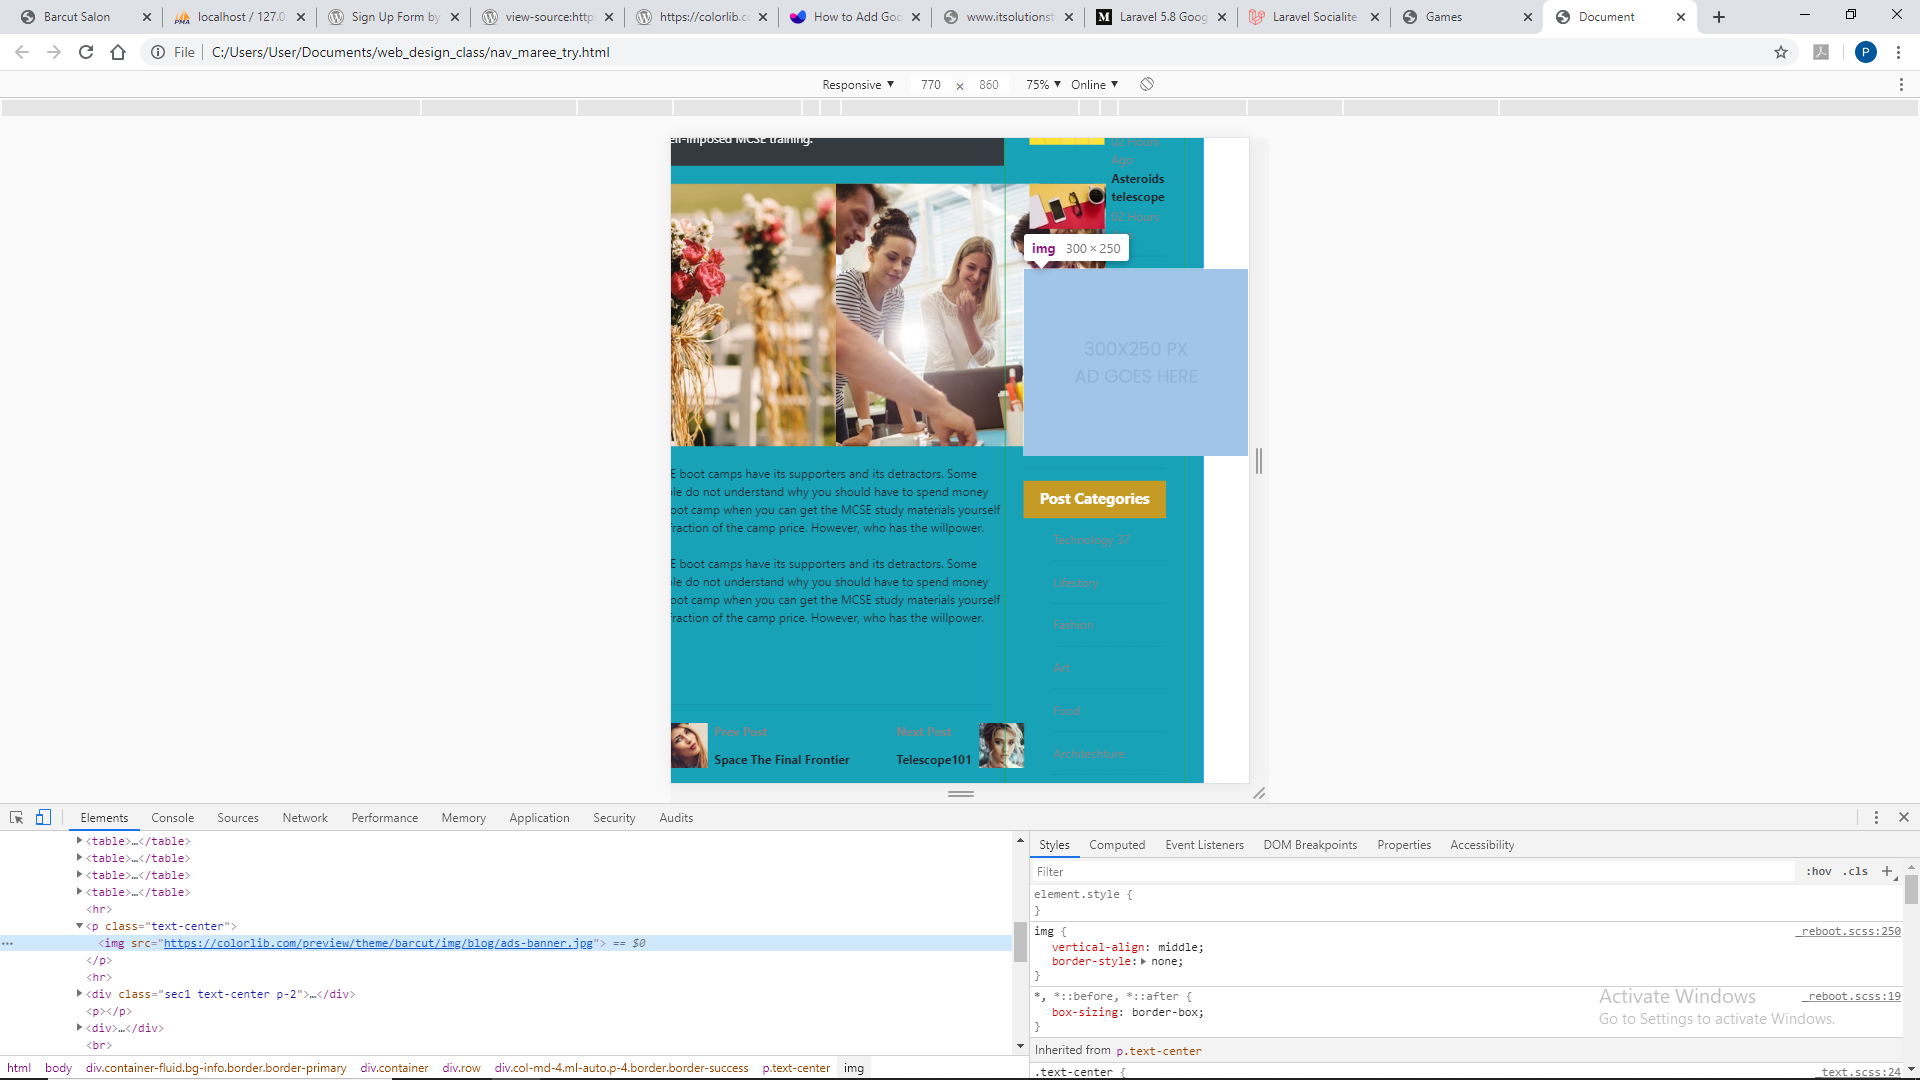 Barcut Salon
localhost / 127.0.
Sign Up Form by
view-source:http
https://colorlib.c
How to Add Goo
www.itsolutionst
Laravel 5.8 Goog
Laravel Socialite
Games
Document
File
C:/Users/User/Documents/web_design_class/nav_maree_try.html
P
Responsive ▼ 770 × 860 75% ▼ Online ▼
elf-imposed MCSE training.
02 Hours
Ago
Asteroids
telescope
02 Hours
img 300 × 250
300X250 PX
AD GOES HERE
E boot camps have its supporters and its detractors. Some
le do not understand why you should have to spend money
oot camp when you can get the MCSE study materials yourself
raction of the camp price. However, who has the willpower.
E boot camps have its supporters and its detractors. Some
le do not understand why you should have to spend money
oot camp when you can get the MCSE study materials yourself
raction of the camp price. However, who has the willpower.
Post Categories
Technology 37
Lifestory
Fashion
Art
Food
Architechture
Prev Post
Space The Final Frontier
Next Post
Telescope101
Elements Console Sources Network Performance Memory Application Security Audits
<table>…</table>
<table>…</table>
<table>…</table>
<table>…</table>
<hr>
<p class="text-center">
<img src="https://colorlib.com/preview/theme/barcut/img/blog/ads-banner.jpg"> == $0
</p>
<hr>
<div class="sec1 text-center p-2">…</div>
<p></p>
<div>…</div>
<br>
html body div.container-fluid.bg-info.border.border-primary div.container div.row div.col-md-4.ml-auto.p-4.border.border-success p.text-center img
Styles Computed Event Listeners DOM Breakpoints Properties Accessibility
Filter :hov .cls +
element.style {
}
img { _reboot.scss:250
vertical-align: middle;
border-style: none;
}
*, *::before, *::after { _reboot.scss:19
box-sizing: border-box;
}
Inherited from p.text-center
.text-center { _text.scss:24
Activate Windows
Go to Settings to activate Windows.